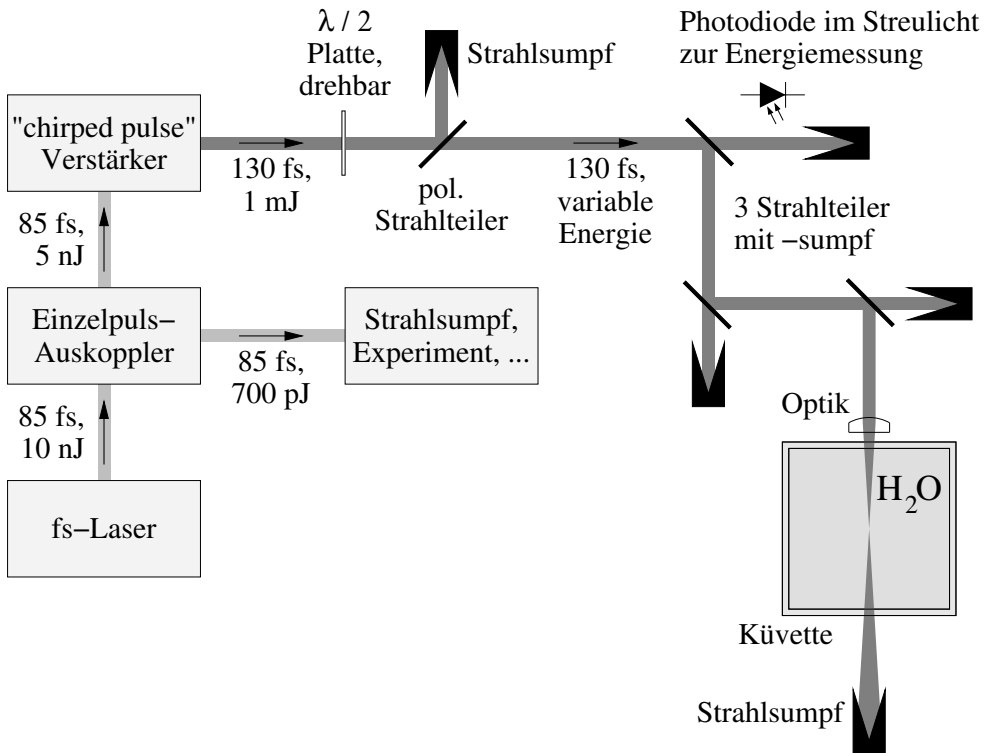 λ / 2
Platte,
drehbar
Strahlsumpf
Photodiode im Streulicht
zur Energiemessung
"chirped pulse"
Verstärker
130 fs,
1 mJ
pol.
Strahlteiler
130 fs,
variable
Energie
3 Strahlteiler
mit −sumpf
85 fs,
5 nJ
Einzelpuls−
Auskoppler
85 fs,
700 pJ
Strahlsumpf,
Experiment, ...
85 fs,
10 nJ
fs−Laser
Optik
H₂O
Küvette
Strahlsumpf